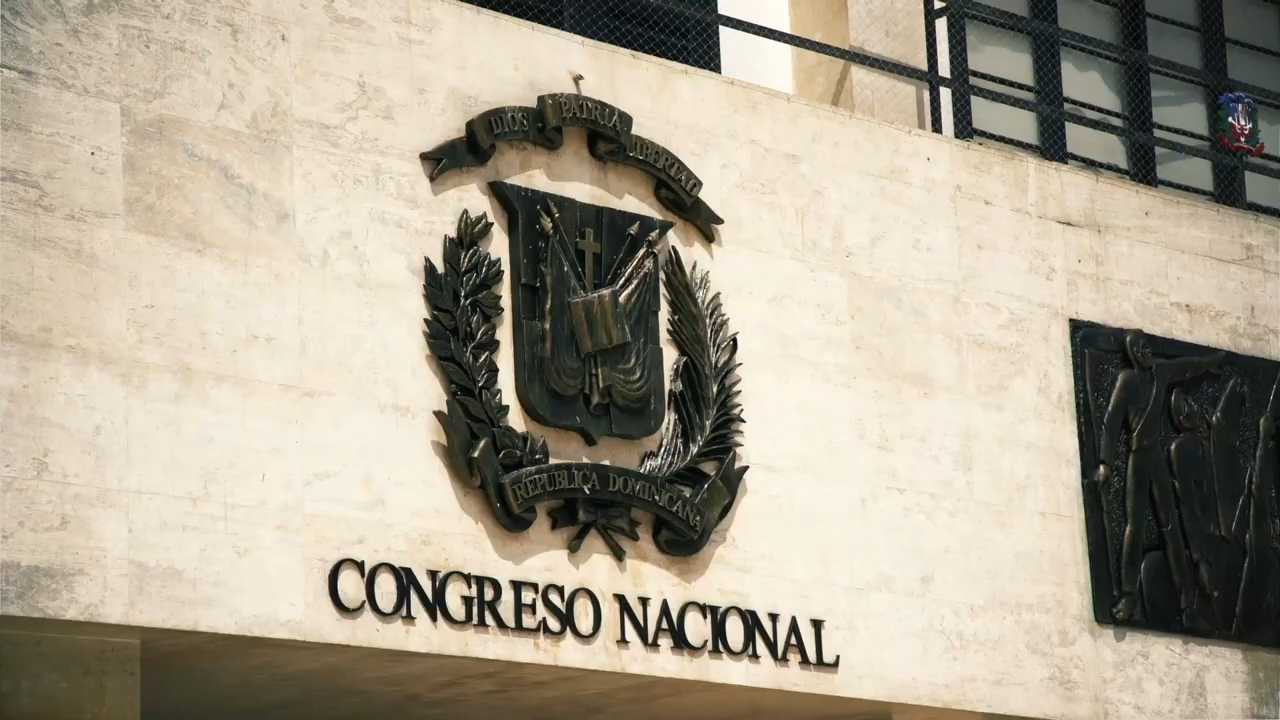 DIOS PATRIA LIBERTAD
REPUBLICA DOMINICANA
CONGRESO NACIONAL